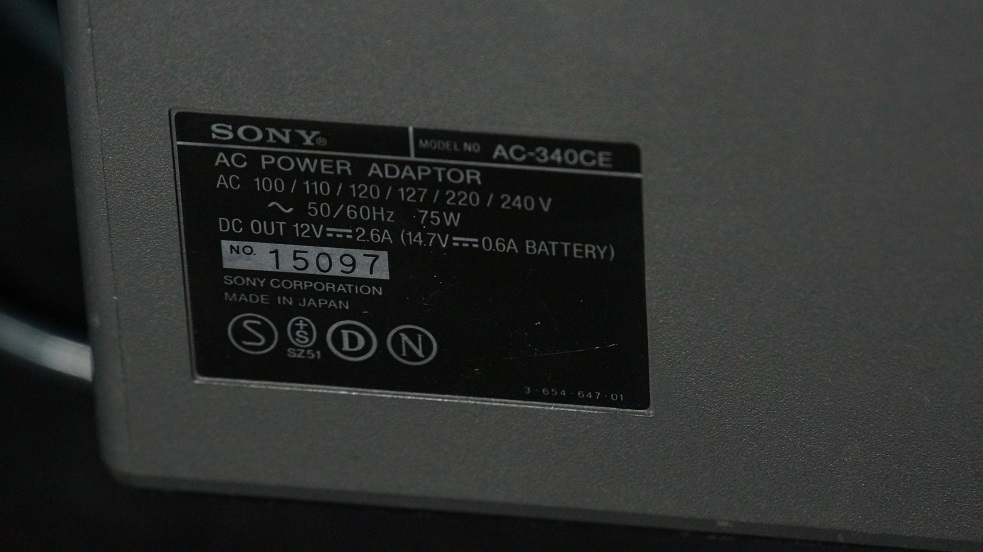 SONY® MODEL NO. AC-340CE
AC POWER ADAPTOR
AC 100 / 110 / 120 / 127 / 220 / 240 V
～ 50/60Hz 75W
DC OUT 12V⎓2.6A (14.7V⎓0.6A BATTERY)
NO. 15097
SONY CORPORATION
MADE IN JAPAN
S +S D N
SZ51
3-654-647-01